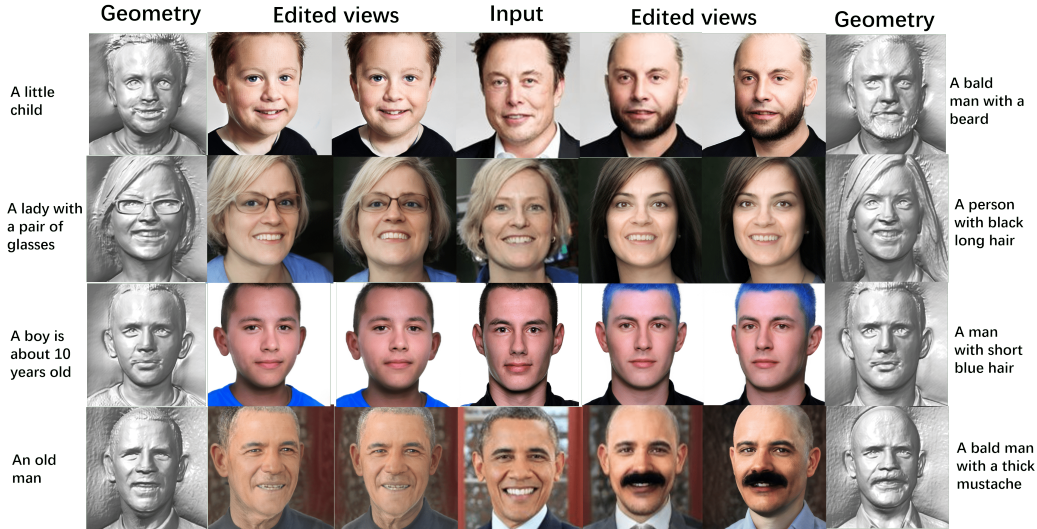 Geometry
Edited views
Input
Edited views
Geometry
A little
child
A bald
man with a
beard
A lady with
a pair of
glasses
A person
with black
long hair
A boy is
about 10
years old
A man
with short
blue hair
An old
man
A bald man
with a thick
mustache